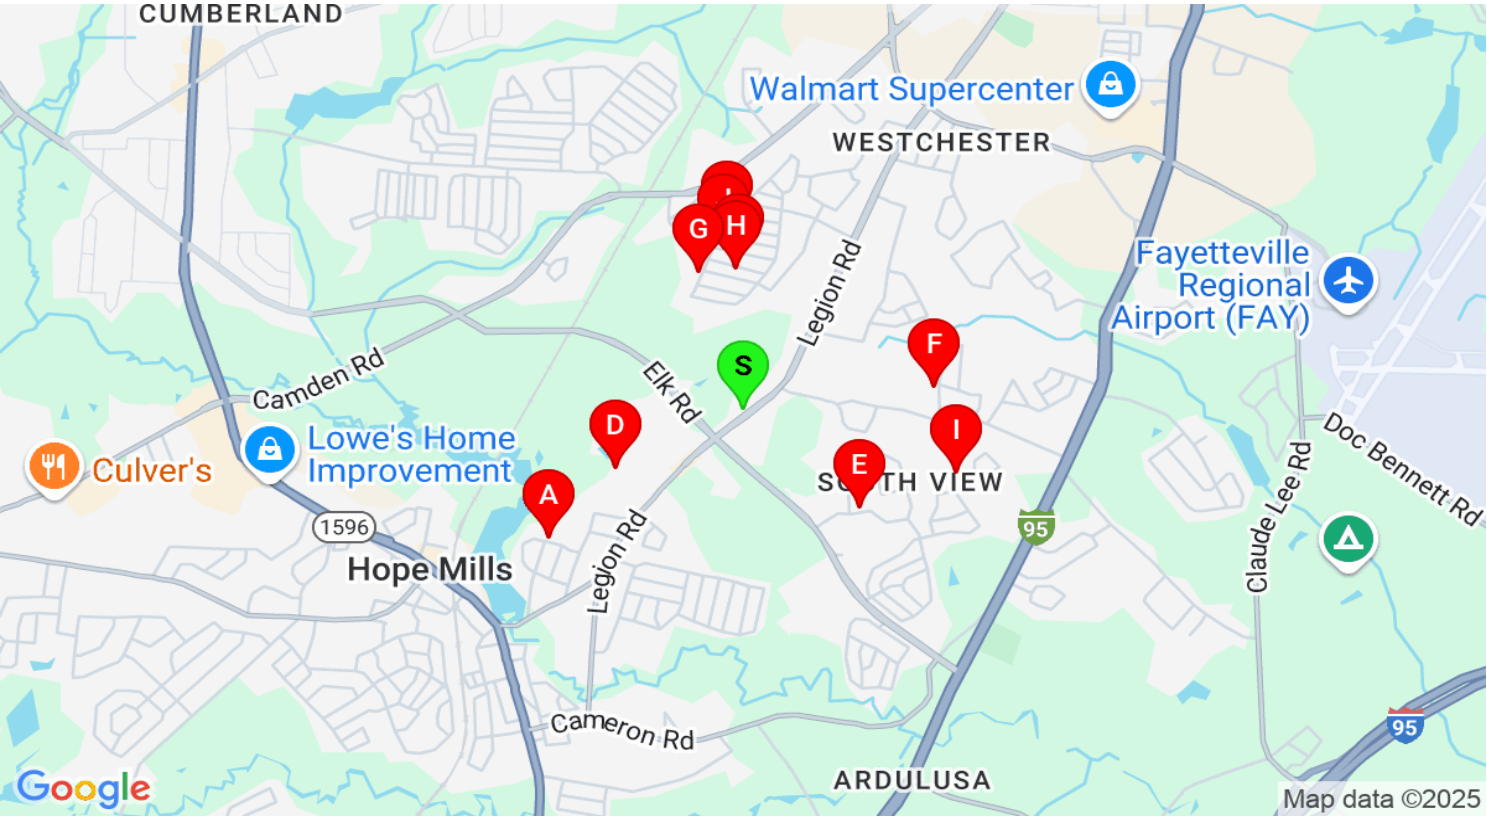 CUMBERLAND
Walmart Supercenter
WESTCHESTER
G
H
Fayetteville
Regional
Airport (FAY)
Legion Rd
F
S
Camden Rd
Elk Rd
D
I
Doc Bennett Rd
Culver's
Lowe's Home
Improvement
A
E
SOUTH VIEW
1596
95
Claude Lee Rd
Hope Mills
Legion Rd
Cameron Rd
95
ARDULUSA
Google
Map data ©2025